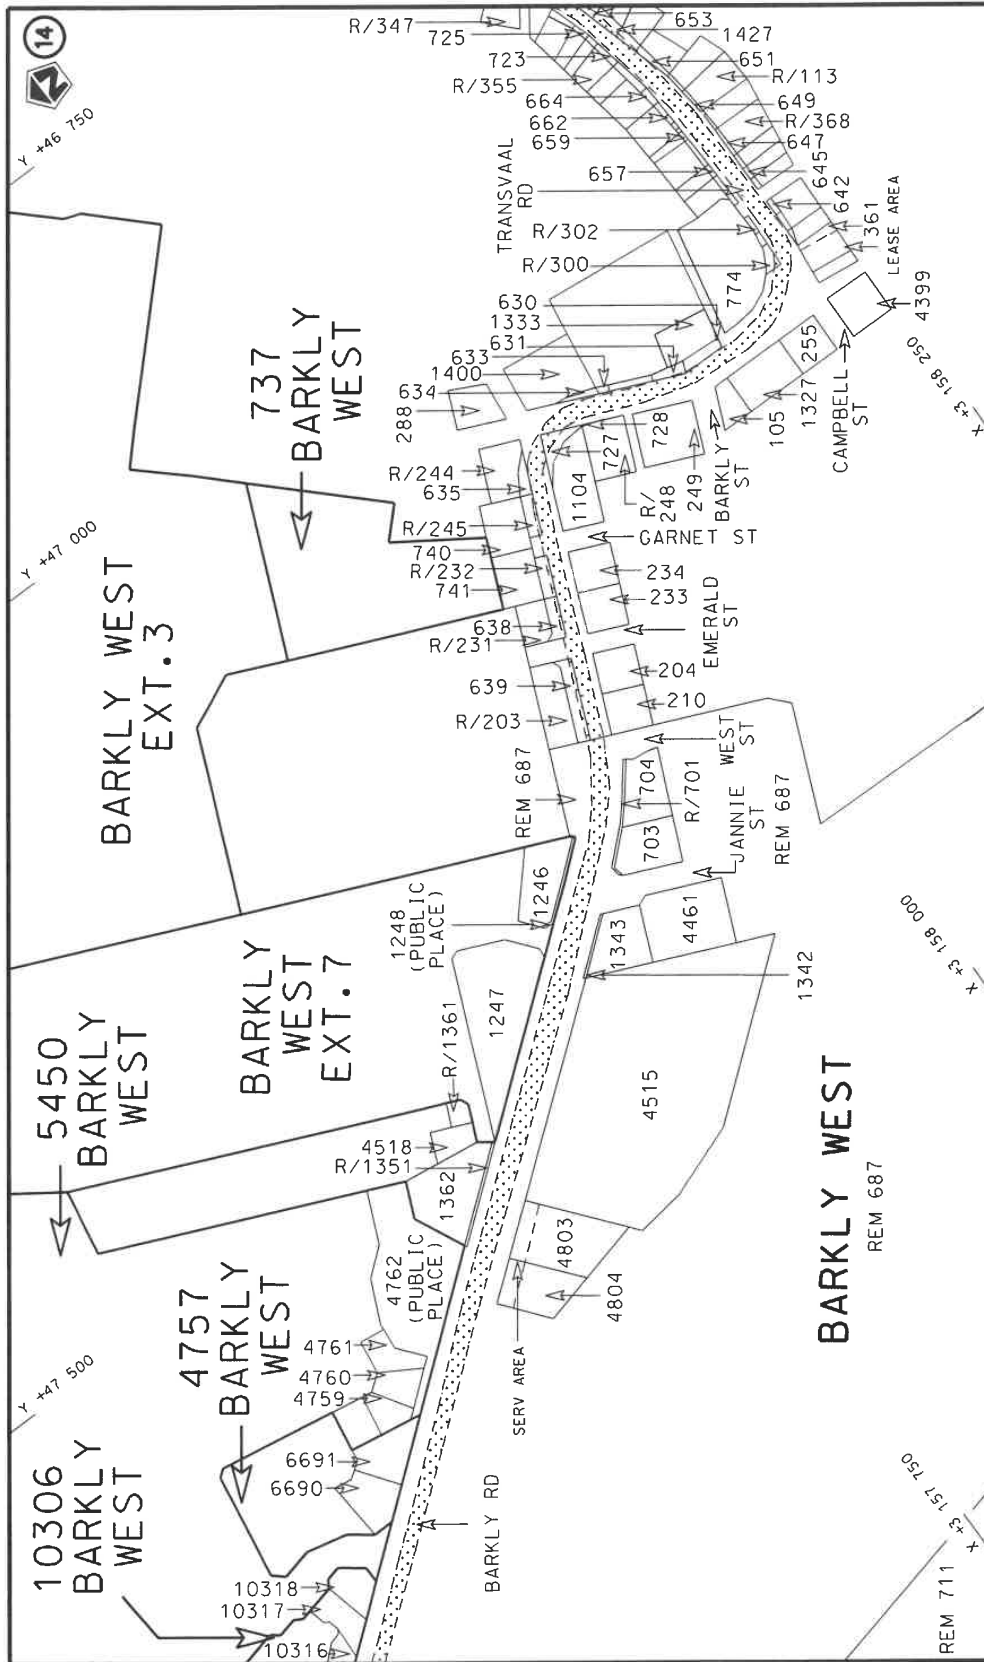 14
Y +46 750
R/347
725
723
R/355
664
662
659
657
TRANSVAAL
RD
R/302
R/300
653
1427
651
R/113
649
R/368
647
645
642
361
LEASE AREA
4399
774
630
1333
631
633
1400
634
288
737
BARKLY
WEST
X +3 158 250
255
1327
105
CAMPBELL
ST
BARKLY
ST
249
728
727
R/
248
1104
GARNET ST
R/244
635
R/245
740
R/232
741
638
R/231
639
R/203
234
233
EMERALD
ST
204
210
WEST
ST
Y +47 000
BARKLY WEST
EXT.3
REM 687
704
R/701
703
JANNIE
ST
REM 687
1246
1248
(PUBLIC
PLACE)
1343
4461
1342
X +3 158 000
BARKLY
WEST
EXT.7
1247
R/1361
4518
R/1351
1362
4515
5450
BARKLY
WEST
4762
(PUBLIC
PLACE)
4803
4804
SERV AREA
BARKLY WEST
REM 687
4757
BARKLY
WEST
4761
4760
4759
6691
6690
Y +47 500
BARKLY RD
10306
BARKLY
WEST
10318
10317
10316
X +3 157 750
REM 711